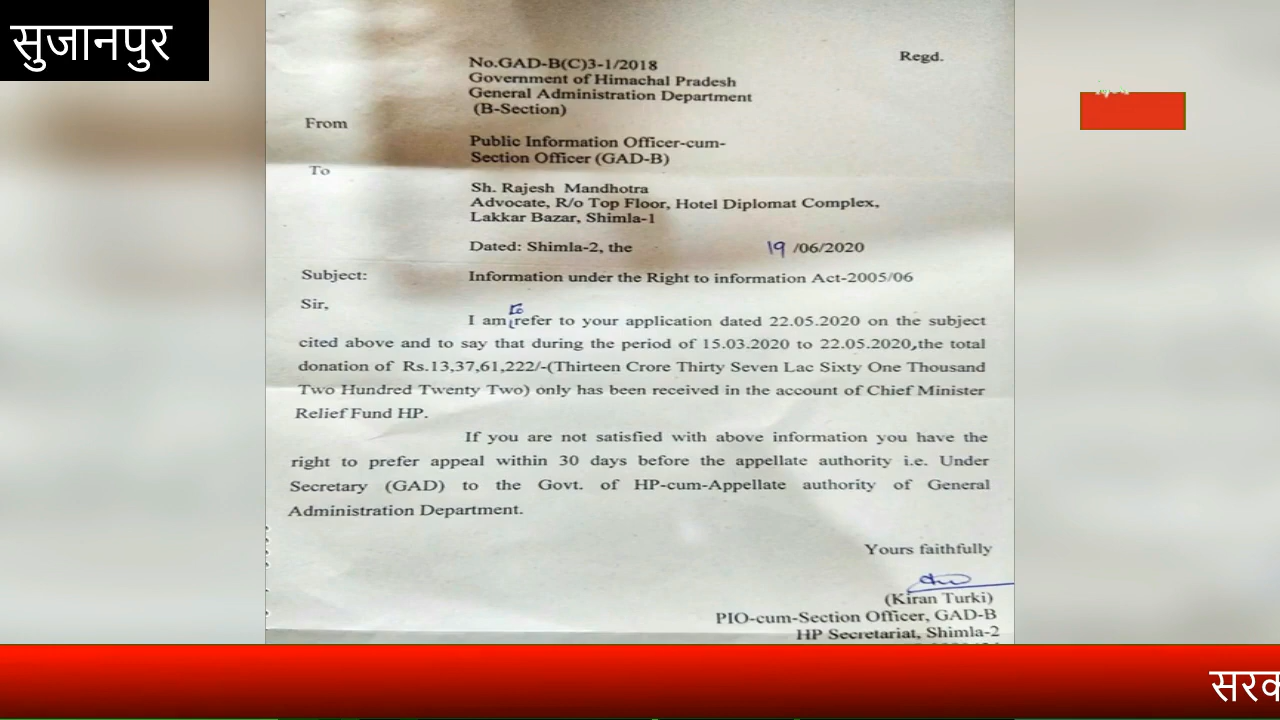 सुजानपुर
Regd.
No.GAD-B(C)3-1/2018
Government of Himachal Pradesh
General Administration Department
(B-Section)
From
Public Information Officer-cum-
Section Officer (GAD-B)
To
Sh. Rajesh Mandhotra
Advocate, R/o Top Floor, Hotel Diplomat Complex,
Lakkar Bazar, Shimla-1
Dated: Shimla-2, the 19 /06/2020
Subject: Information under the Right to information Act-2005/06
Sir,
I am to refer to your application dated 22.05.2020 on the subject
cited above and to say that during the period of 15.03.2020 to 22.05.2020,the total
donation of Rs.13,37,61,222/-(Thirteen Crore Thirty Seven Lac Sixty One Thousand
Two Hundred Twenty Two) only has been received in the account of Chief Minister
Relief Fund HP.
If you are not satisfied with above information you have the
right to prefer appeal within 30 days before the appellate authority i.e. Under
Secretary (GAD) to the Govt. of HP-cum-Appellate authority of General
Administration Department.
Yours faithfully
(Kiran Turki)
PIO-cum-Section Officer, GAD-B
HP Secretariat, Shimla-2